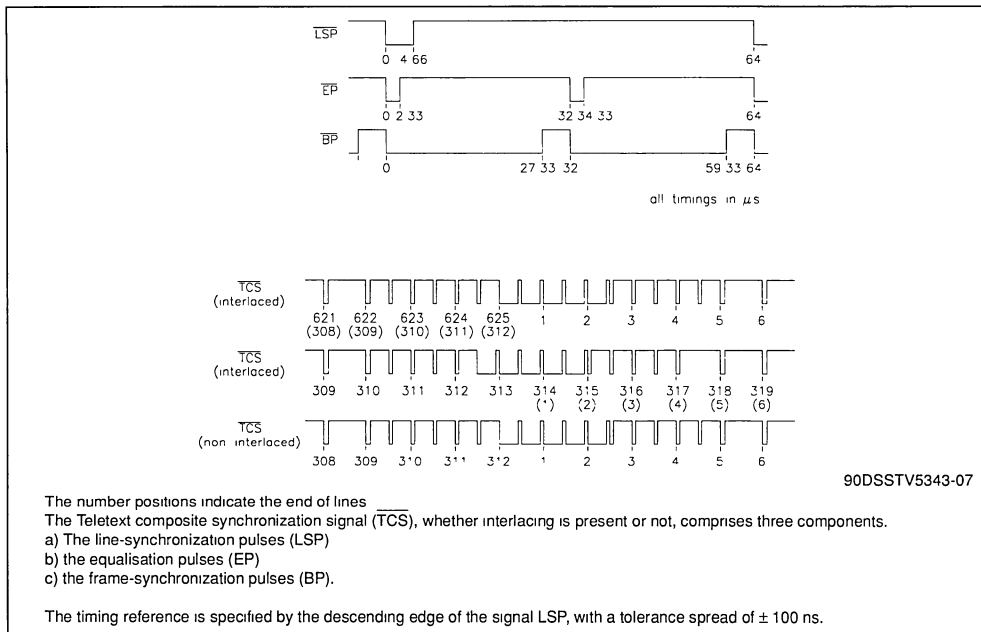 LSP
0 4 66 64
EP
0 2 33 32 34 33 64
BP
0 27 33 32 59 33 64
all timings in μs
TCS
(interlaced)
621 622 623 624 625 1 2 3 4 5 6
(308) (309) (310) (311) (312)
TCS
(interlaced)
309 310 311 312 313 314 315 316 317 318 319
(1) (2) (3) (4) (5) (6)
TCS
(non interlaced)
308 309 310 311 312 1 2 3 4 5 6
90DSSTV5343-07
The number positions indicate the end of lines
The Teletext composite synchronization signal (TCS), whether interlacing is present or not, comprises three components.
a) The line-synchronization pulses (LSP)
b) the equalisation pulses (EP)
c) the frame-synchronization pulses (BP).
The timing reference is specified by the descending edge of the signal LSP, with a tolerance spread of ± 100 ns.